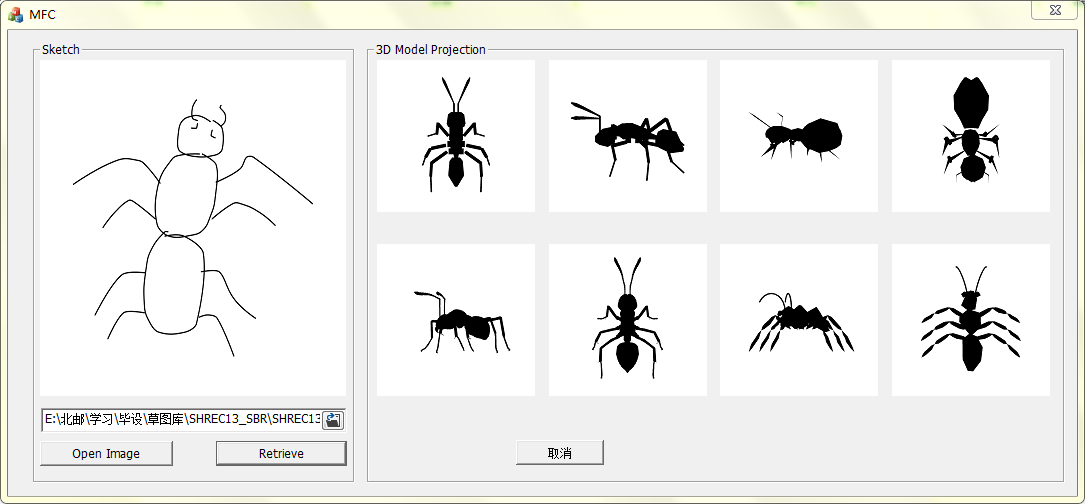 MFC
Sketch
3D Model Projection
E:\北邮\学习\毕设\草图库\SHREC13_SBR\SHREC13
Open Image
Retrieve
取消